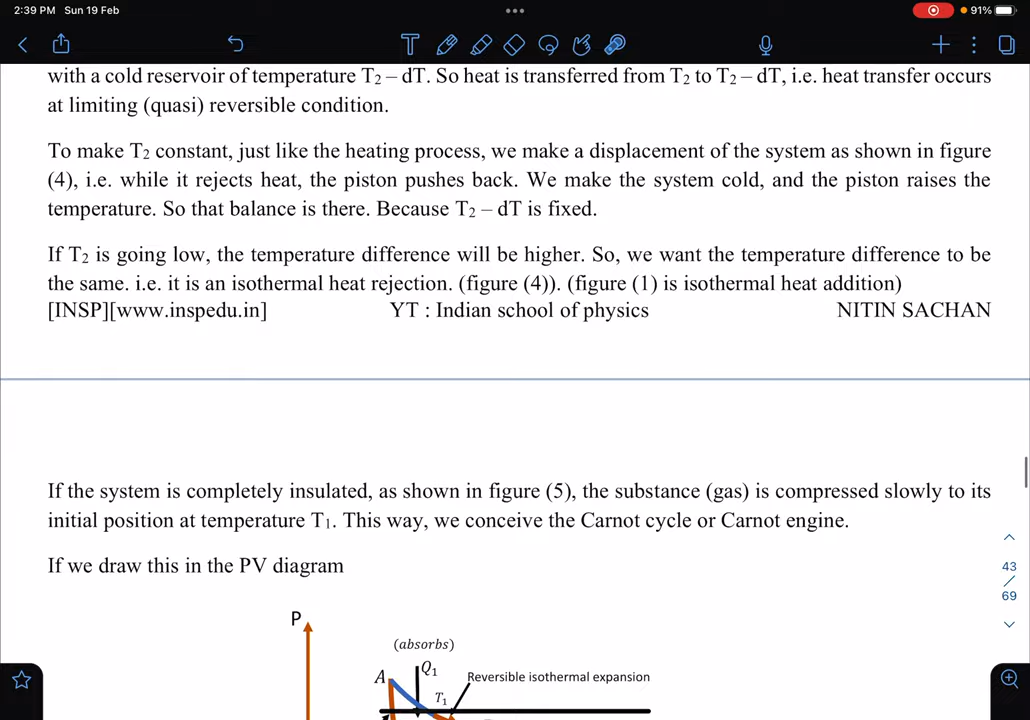 2:39 PM Sun 19 Feb
91%
with a cold reservoir of temperature T₂ – dT. So heat is transferred from T₂ to T₂ – dT, i.e. heat transfer occurs
at limiting (quasi) reversible condition.
To make T₂ constant, just like the heating process, we make a displacement of the system as shown in figure
(4), i.e. while it rejects heat, the piston pushes back. We make the system cold, and the piston raises the
temperature. So that balance is there. Because T₂ – dT is fixed.
If T₂ is going low, the temperature difference will be higher. So, we want the temperature difference to be
the same. i.e. it is an isothermal heat rejection. (figure (4)). (figure (1) is isothermal heat addition)
[INSP][www.inspedu.in] YT : Indian school of physics NITIN SACHAN
If the system is completely insulated, as shown in figure (5), the substance (gas) is compressed slowly to its
initial position at temperature T₁. This way, we conceive the Carnot cycle or Carnot engine.
If we draw this in the PV diagram
43
/
69
P
(absorbs)
Q₁
A
Reversible isothermal expansion
T₁